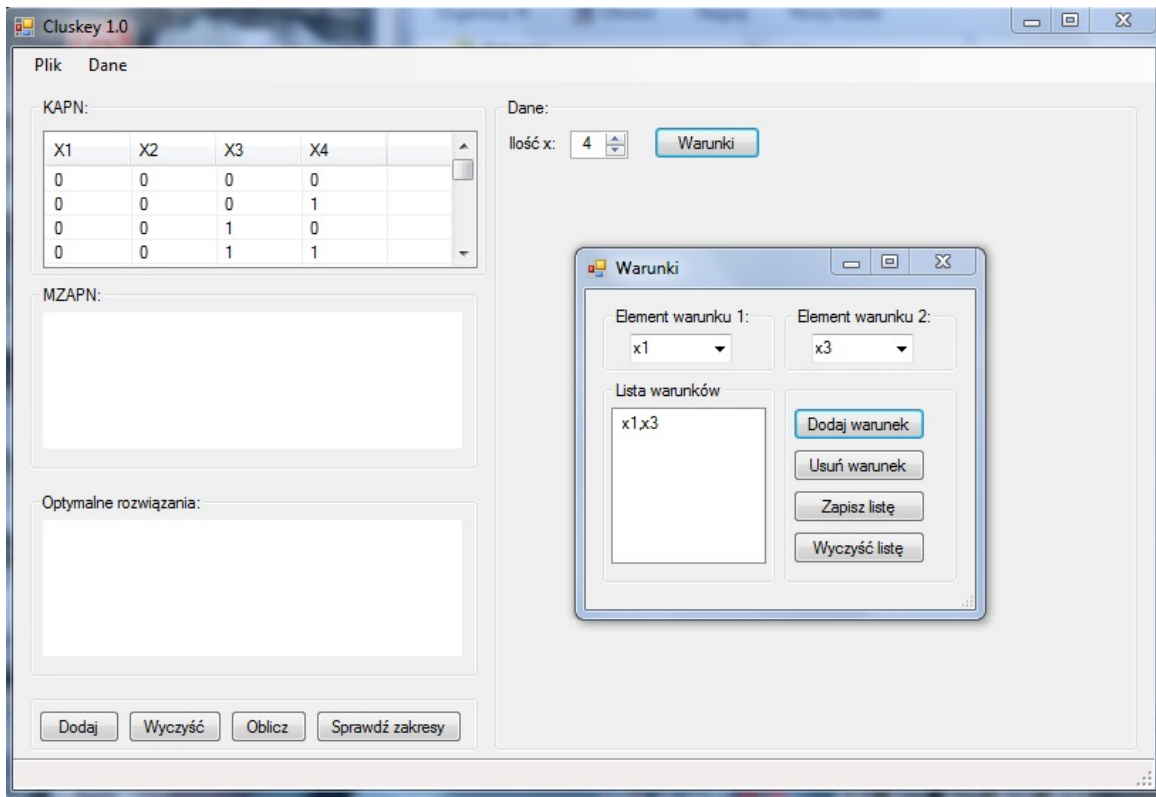 Cluskey 1.0
Plik Dane
KAPN:
X1 X2 X3 X4
0 0 0 0
0 0 0 1
0 0 1 0
0 0 1 1
MZAPN:
Optymalne rozwiązania:
Dodaj Wyczyść Oblicz Sprawdź zakresy
Dane:
Ilość x: 4 Warunki
Warunki
Element warunku 1: Element warunku 2:
x1 x3
Lista warunków
x1,x3
Dodaj warunek
Usuń warunek
Zapisz listę
Wyczyść listę